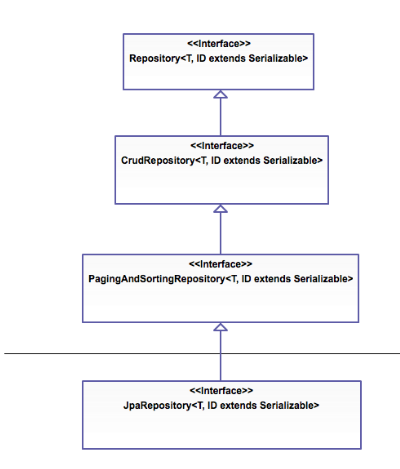 <<Interface>>
Repository<T, ID extends Serializable>
<<Interface>>
CrudRepository<T, ID extends Serializable>
<<Interface>>
PagingAndSortingRepository<T, ID extends Serializable>
<<Interface>>
JpaRepository<T, ID extends Serializable>